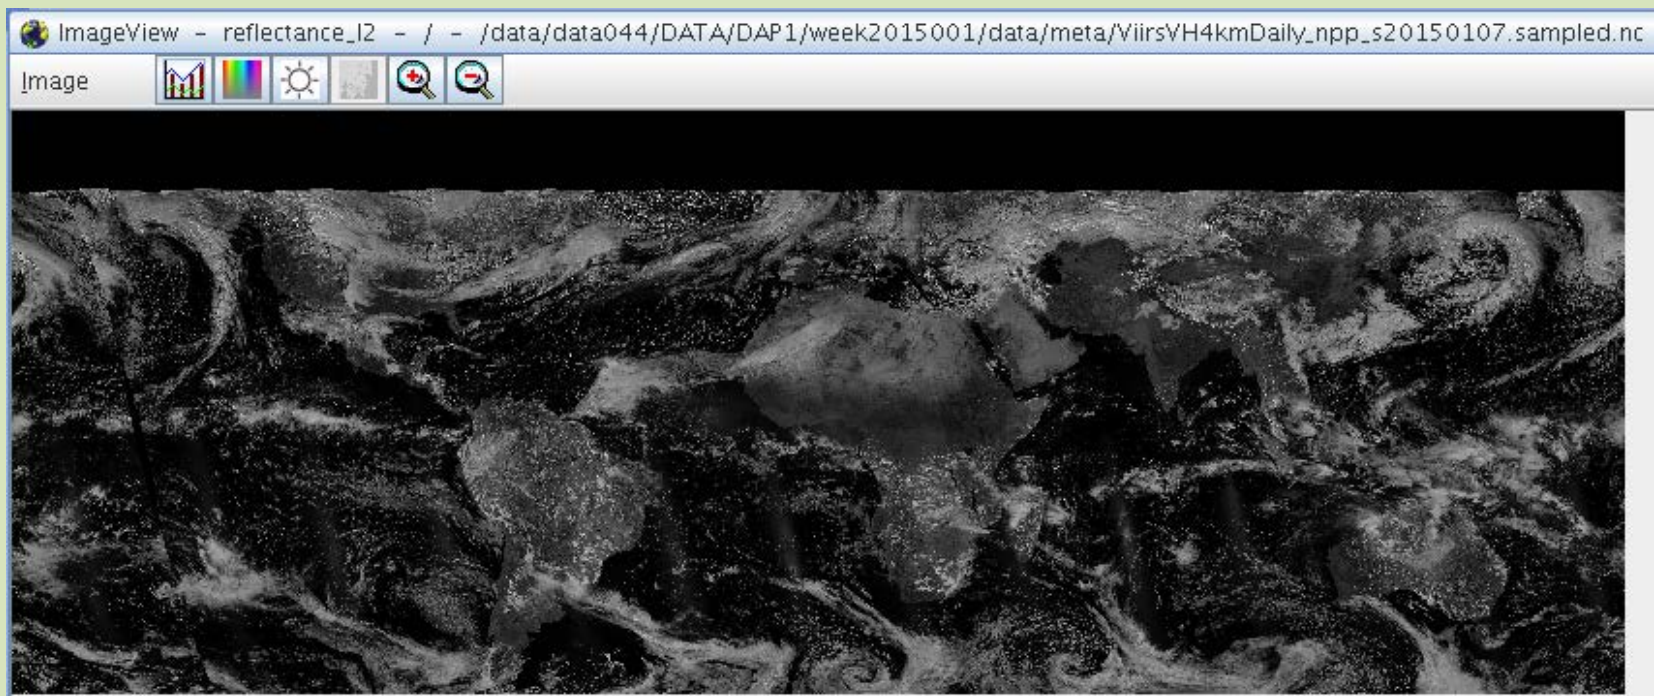 ImageView - reflectance_l2 - / - /data/data044/DATA/DAP1/week2015001/data/meta/ViirsVH4kmDaily_npp_s20150107.sampled.nc
Image